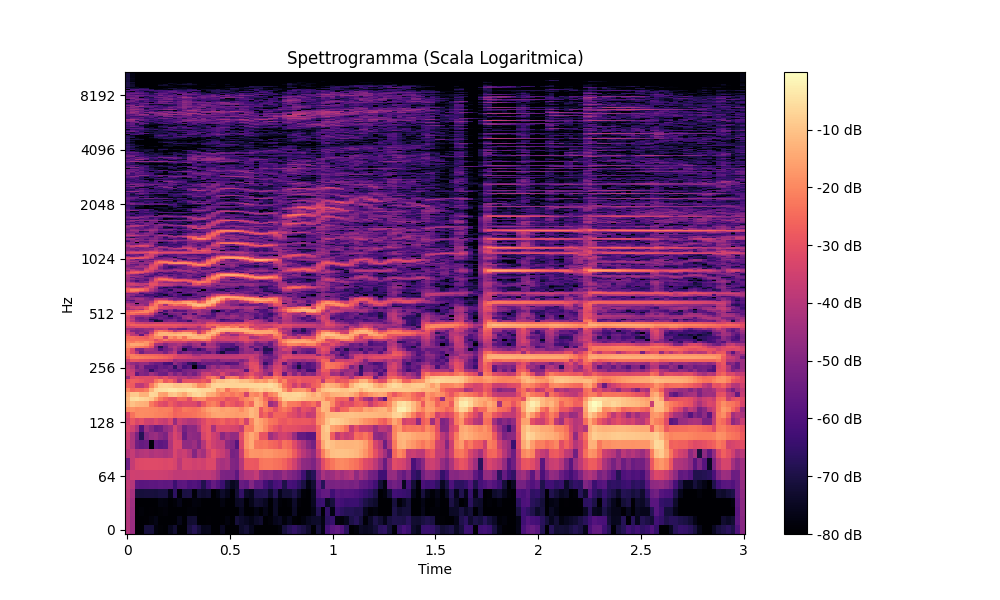 Spettrogramma (Scala Logaritmica)
Hz
8192
4096
2048
1024
512
256
128
64
0
0 0.5 1 1.5 2 2.5 3
Time
-10 dB
-20 dB
-30 dB
-40 dB
-50 dB
-60 dB
-70 dB
-80 dB